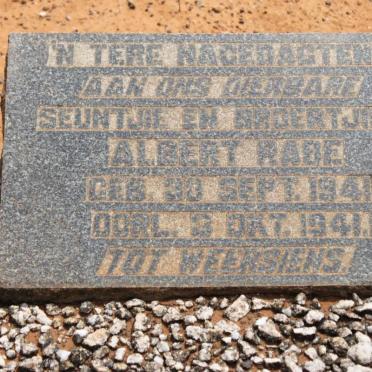 'N TERE NAGEDAGTENIS
AAN ONS DIERBARE
SEUNTJIE EN BROERTJIE
ALBERT RABE
GEB. 30 SEPT. 1941
OORL. 6 OKT. 1941.
TOT WEERSIENS